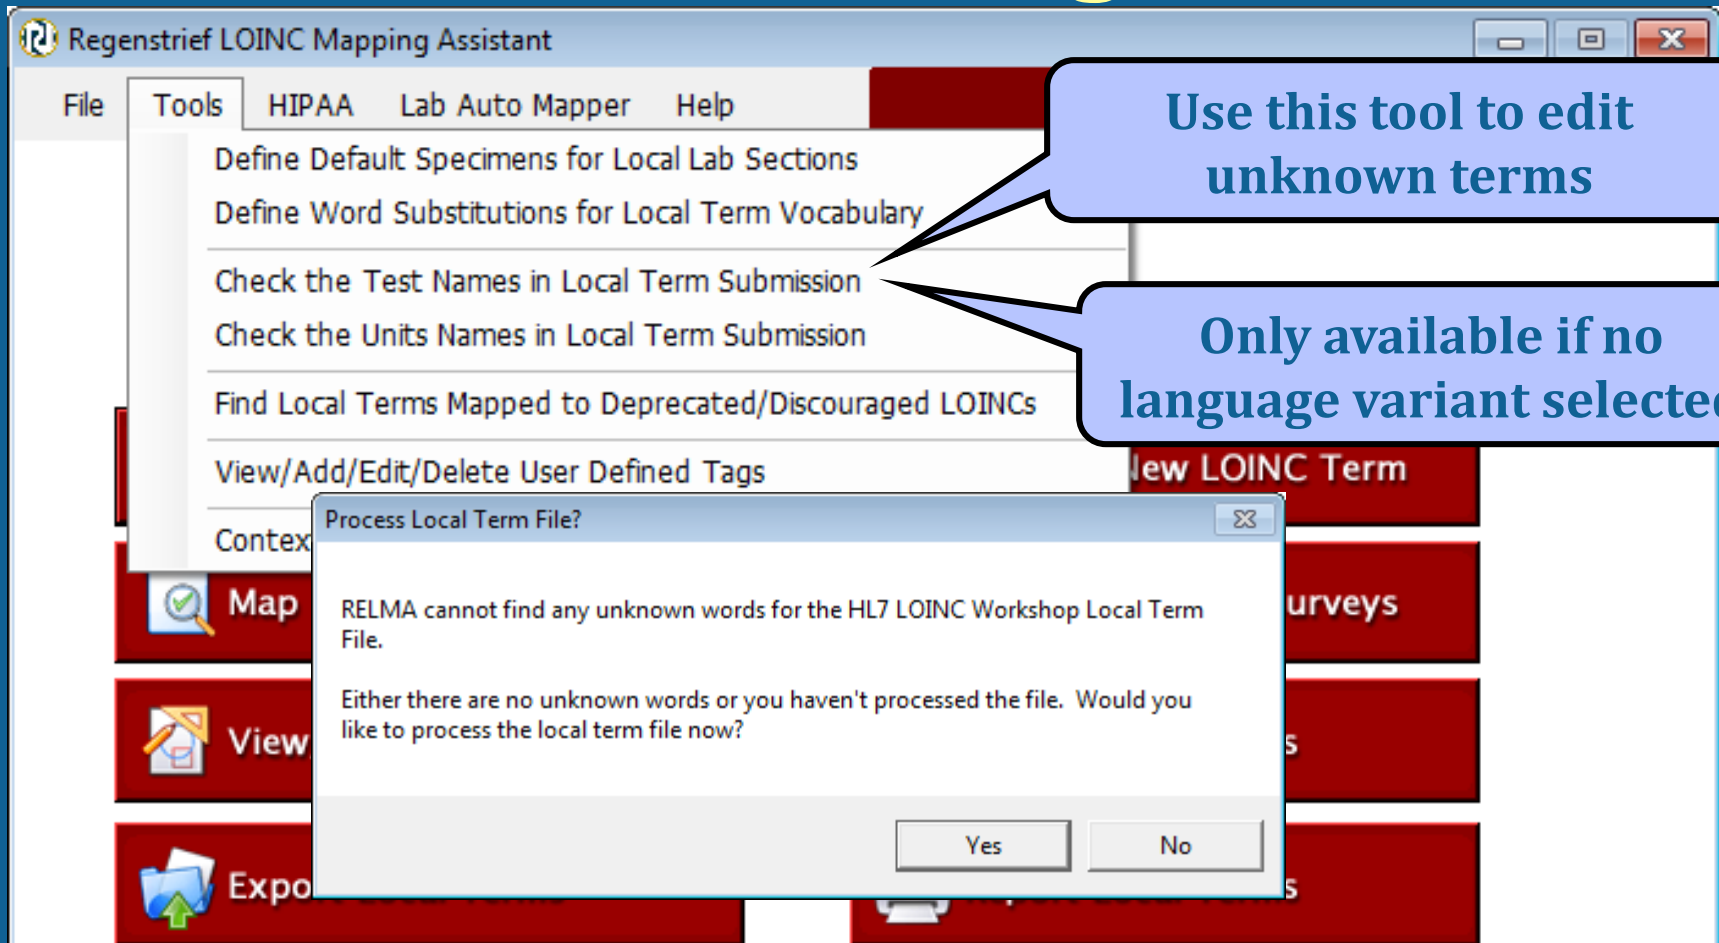 Regenstrief LOINC Mapping Assistant
File Tools HIPAA Lab Auto Mapper Help
Use this tool to edit
unknown terms
Define Default Specimens for Local Lab Sections
Define Word Substitutions for Local Term Vocabulary
Check the Test Names in Local Term Submission
Check the Units Names in Local Term Submission
Only available if no
language variant selected
Find Local Terms Mapped to Deprecated/Discouraged LOINCs
View/Add/Edit/Delete User Defined Tags
New LOINC Term
Process Local Term File?
RELMA cannot find any unknown words for the HL7 LOINC Workshop Local Term
File.
Either there are no unknown words or you haven't processed the file. Would you
like to process the local term file now?
Yes No
Map
View